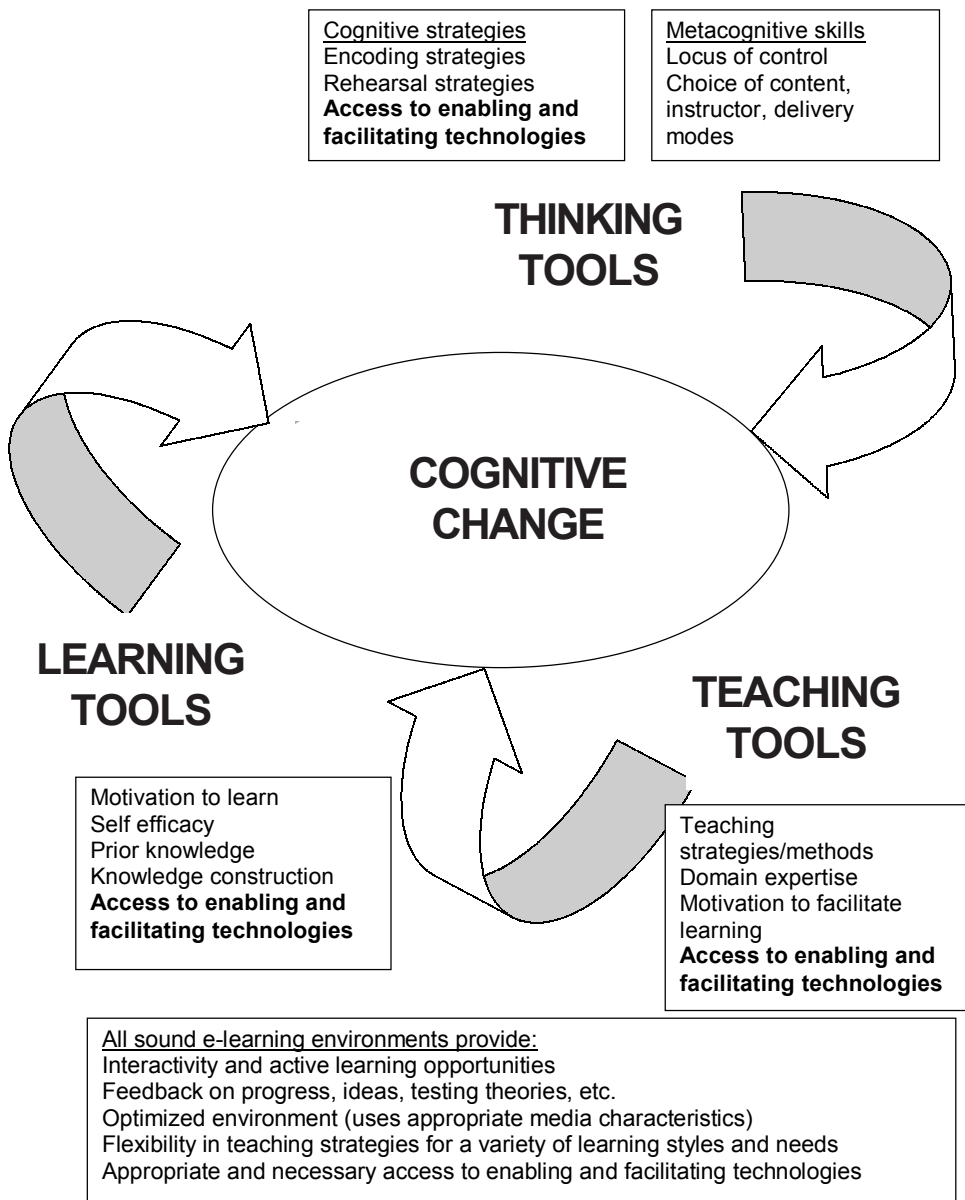 Cognitive strategies
Encoding strategies
Rehearsal strategies
Access to enabling and
facilitating technologies
Metacognitive skills
Locus of control
Choice of content,
instructor, delivery
modes
THINKING
TOOLS
COGNITIVE
CHANGE
LEARNING
TOOLS
Motivation to learn
Self efficacy
Prior knowledge
Knowledge construction
Access to enabling and
facilitating technologies
TEACHING
TOOLS
Teaching
strategies/methods
Domain expertise
Motivation to facilitate
learning
Access to enabling and
facilitating technologies
All sound e-learning environments provide:
Interactivity and active learning opportunities
Feedback on progress, ideas, testing theories, etc.
Optimized environment (uses appropriate media characteristics)
Flexibility in teaching strategies for a variety of learning styles and needs
Appropriate and necessary access to enabling and facilitating technologies